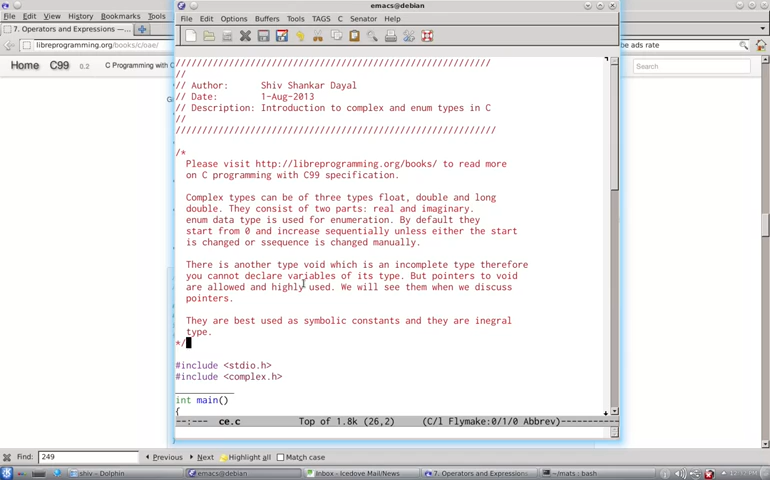 emacs@debian
File Edit View History Bookmarks Tools
File Edit Options Buffers Tools TAGS C Senator Help
7. Operators and Expressions —
libreprogramming.org/books/c/oae/
be ads rate
Home C99 0.2 C Programming with
Search
////////////////////////////////////////////////////////////
//
// Author: Shiv Shankar Dayal
// Date: 1-Aug-2013
// Description: Introduction to complex and enum types in C
//
/////////////////////////////////////////////////////////////
/*
Please visit http://libreprogramming.org/books/ to read more
on C programming with C99 specification.
Complex types can be of three types float, double and long
double. They consist of two parts: real and imaginary.
enum data type is used for enumeration. By default they
start from 0 and increase sequentially unless either the start
is changed or ssequence is changed manually.
There is another type void which is an incomplete type therefore
you cannot declare variables of its type. But pointers to void
are allowed and highly used. We will see them when we discuss
pointers.
They are best used as symbolic constants and they are inegral
type.
*/
#include <stdio.h>
#include <complex.h>
int main()
{
--:--- ce.c Top of 1.8k (26,2) (C/l Flymake:0/1/0 Abbrev)-----------
Find: 249 Previous Next Highlight all Match case
shiv - Dolphin emacs@debian Inbox - Icedove Mail/News 7. Operators and Expressions ~/mats : bash